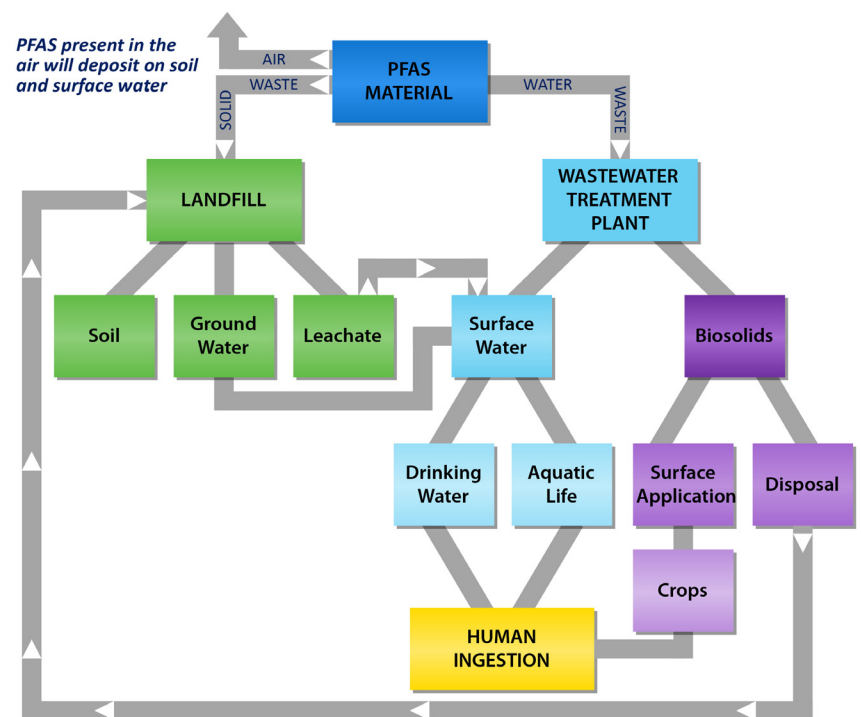 PFAS present in the
air will deposit on soil
and surface water
AIR
PFAS
MATERIAL
WASTE
SOLID
WATER
WASTE
LANDFILL
WASTEWATER
TREATMENT
PLANT
Soil
Ground
Water
Leachate
Surface
Water
Biosolids
Drinking
Water
Aquatic
Life
Surface
Application
Disposal
Crops
HUMAN
INGESTION